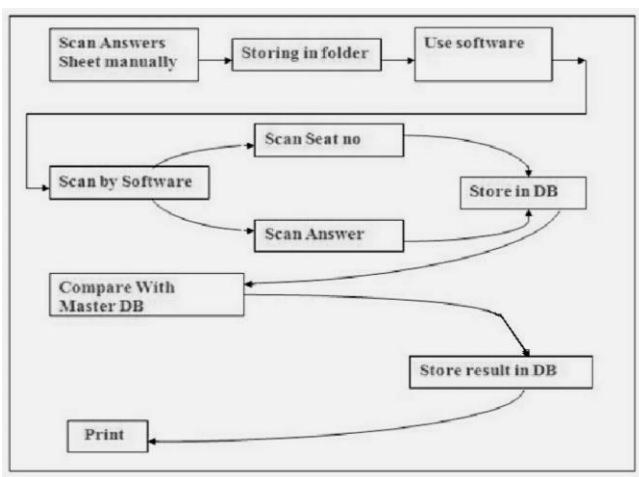 Scan Answers
Sheet manually
Storing in folder
Use software
Scan Seat no
Scan by Software
Store in DB
Scan Answer
Compare With
Master DB
Store result in DB
Print